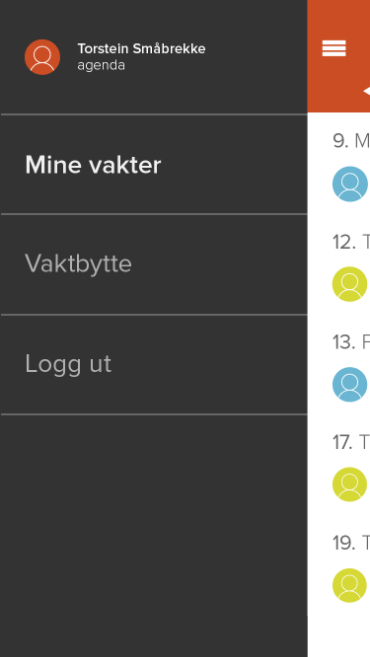 Torstein Småbrekke
agenda
Mine vakter
Vaktbytte
Logg ut
9. M
12. T
13. F
17. T
19. T